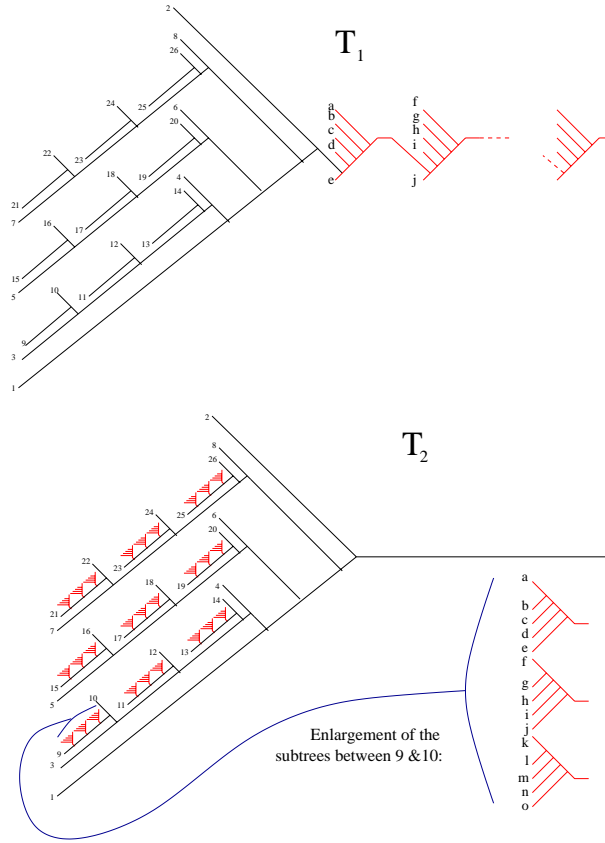 2
T1
8
26
24
25
a
f
b
6
g
20
c
h
22
23
d
i
18
19
4
e
j
14
21
7
16
17
12
13
15
5
10
11
9
3
1
2
T2
8
26
24
25
6
20
22
23
a
18
19
4
b
14
c
21
7
16
17
d
12
13
e
f
15
5
10
11
g
h
9
3
i
j
Enlargement of the
subtrees between 9 &10:
k
l
m
1
n
o